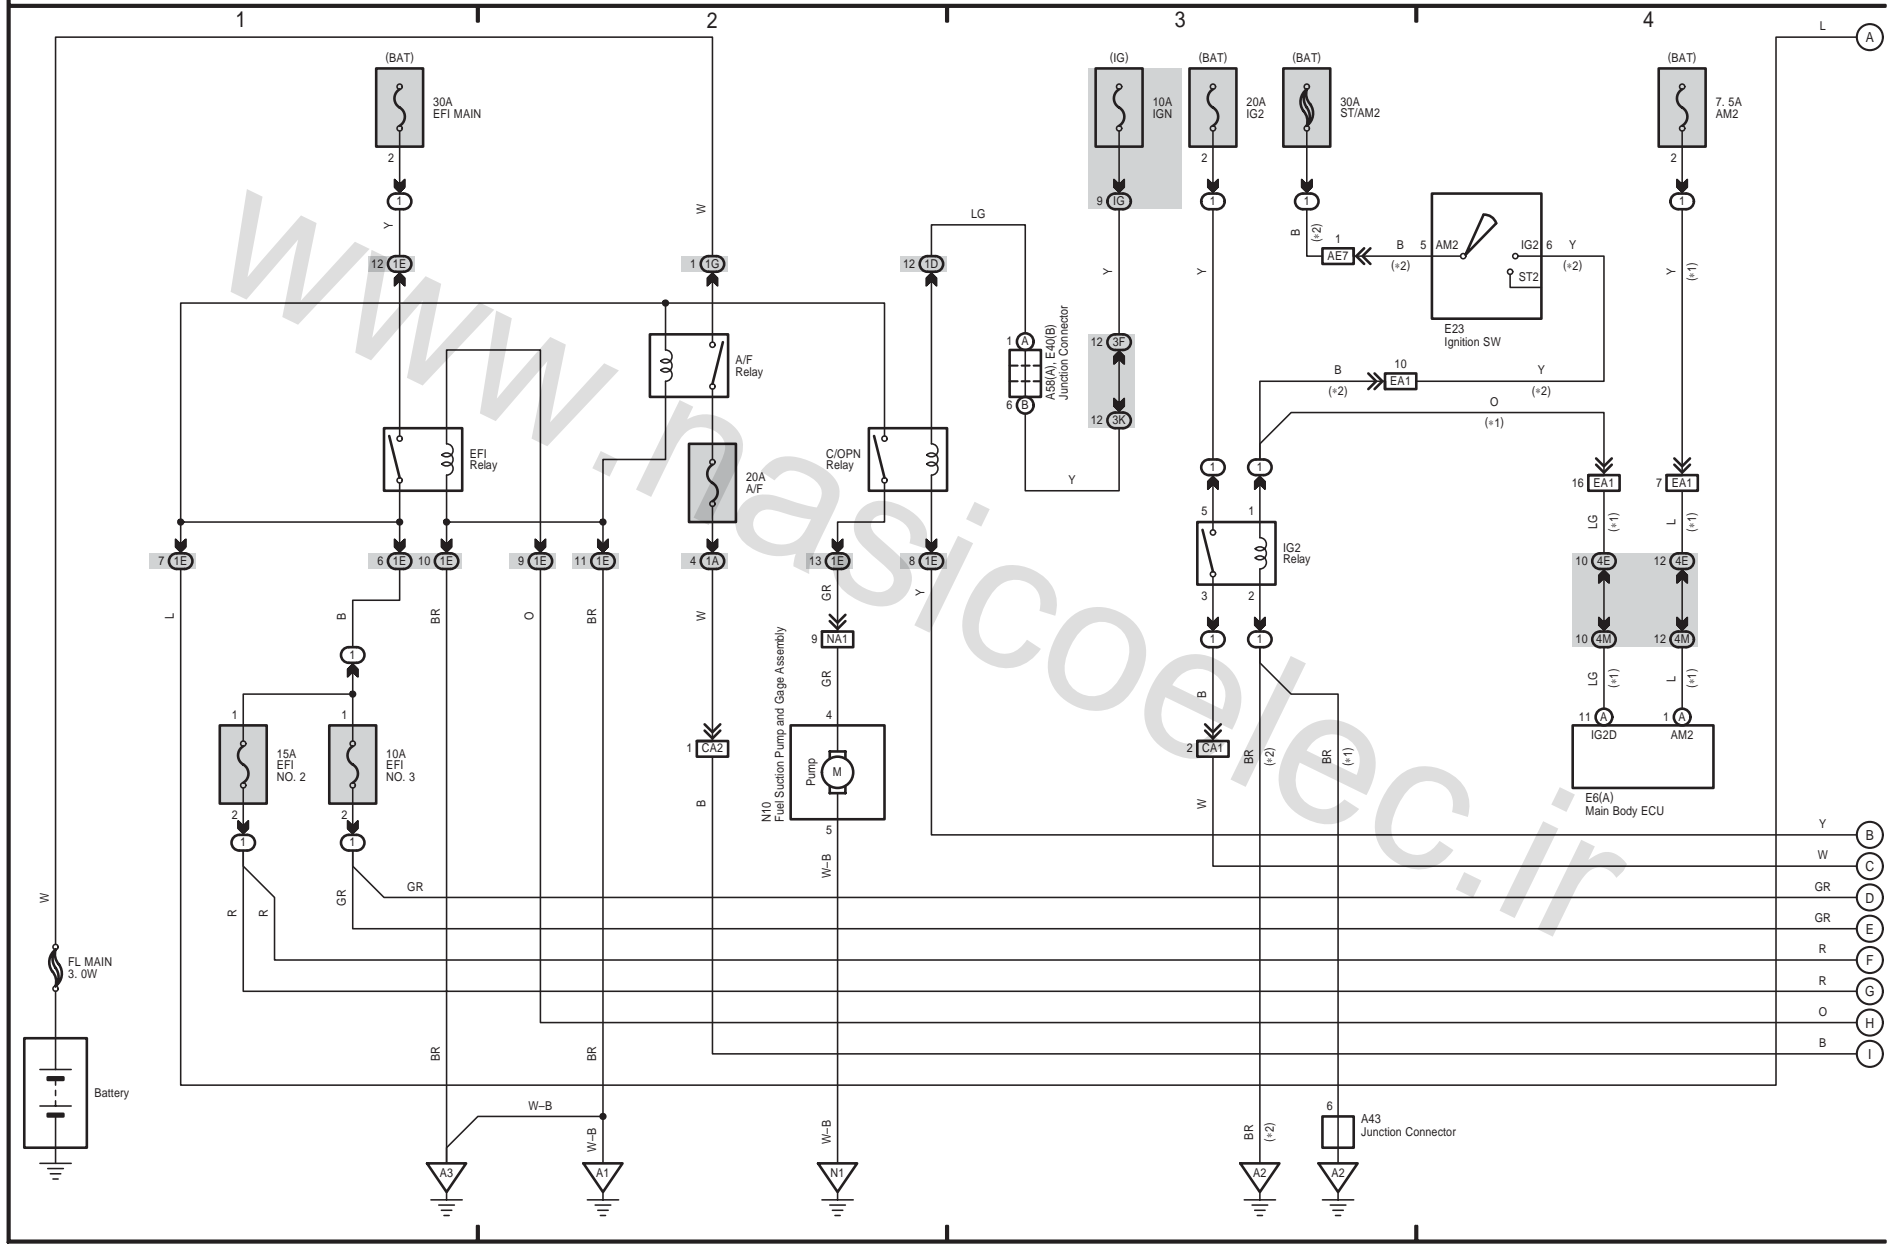 1 2 3 4
L A
(BAT) (IG) (BAT) (BAT) (BAT)
30A
EFI MAIN
10A
IGN
20A
IG2
30A
ST/AM2
7. 5A
AM2
2 2 2
1 9 IG 1 1 1
Y W LG
B (∗2) 1 AE7 B (∗2) 5 AM2 IG2 6 Y (∗2)
ST2
12 1E 1 1G 12 1D
Y Y Y (∗1)
E23
Ignition SW
A/F
Relay
1 A
6 B
A58(A), E40(B)
Junction Connector
12 3F
12 3K
B (∗2) 10 EA1 Y (∗2)
O (∗1)
EFI
Relay
20A
A/F
C/OPN
Relay
Y
1 1 16 EA1 7 EA1
5 1
LG (∗1) L (∗1)
IG2
Relay
3 2
7 1E 6 1E 10 1E 9 1E 11 1E 4 1A 13 1E 8 1E
10 4E 12 4E
L B BR O BR W GR Y
1 1 1
10 4M 12 4M
9 NA1
GR
LG (∗1) L (∗1)
1 1
15A
EFI
NO. 2
10A
EFI
NO. 3
2 2
1 1
1 CA2
B
4
Pump M
5
N10
Fuel Suction Pump and Gage Assembly
B
2 CA1
W
BR (∗2) BR (∗1)
11 A 1 A
IG2D AM2
E6(A)
Main Body ECU
W–B
Y B
W C
GR GR D
R R GR
GR E
R F
R G
O H
B I
W
FL MAIN
3. 0W
Battery
BR BR
W–B
W–B W–B
BR (∗2)
6 A43
Junction Connector
A3 A1 N1 A2 A2
www.nasicoelec.ir